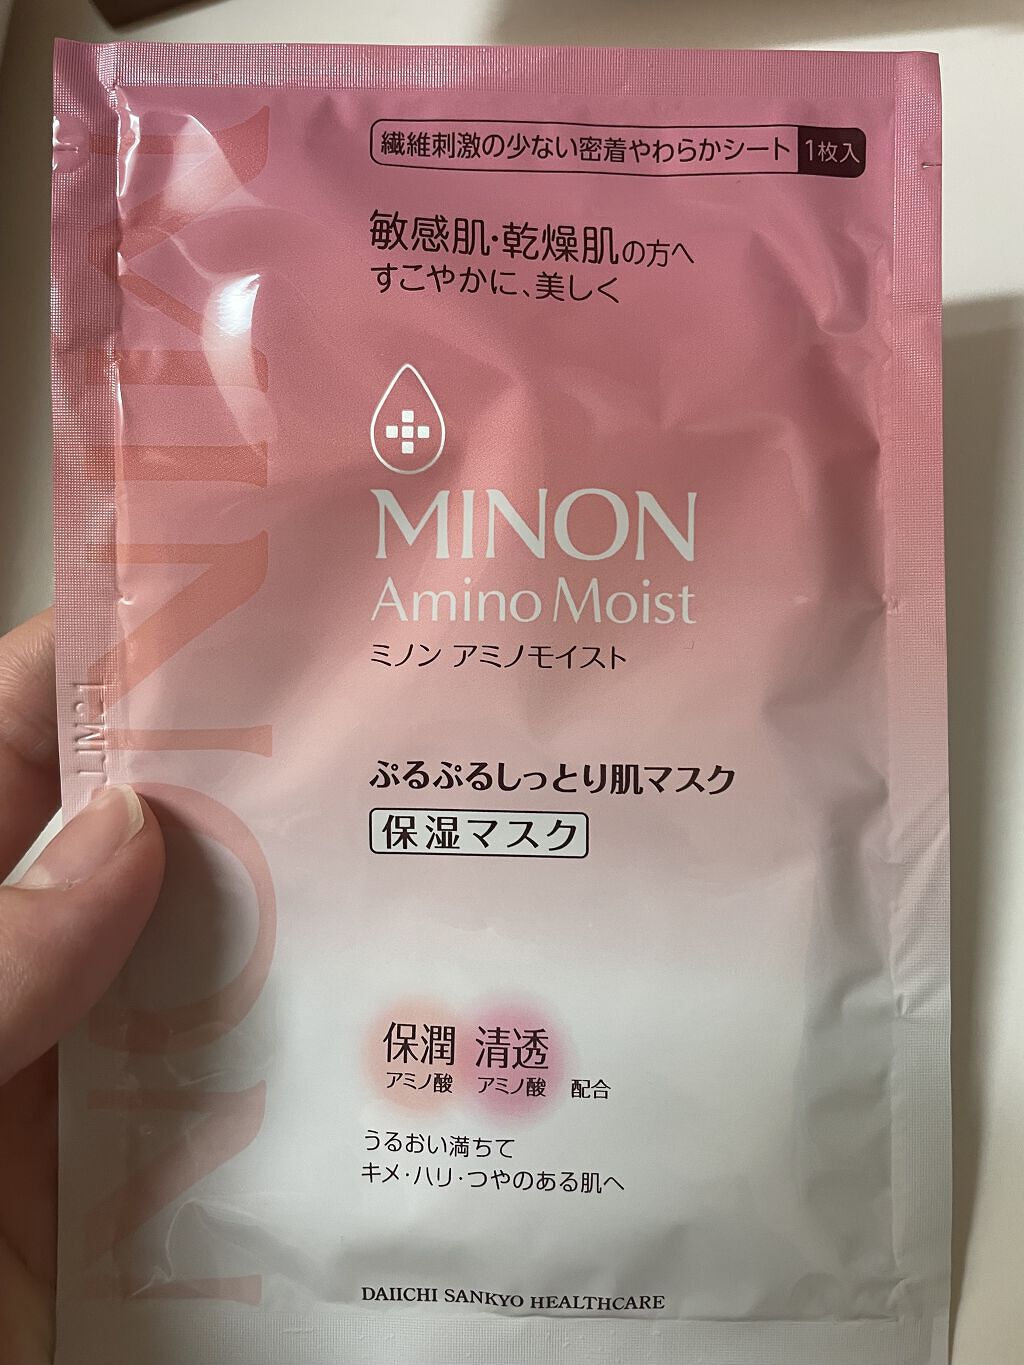 繊維刺激の少ない密着やわらかシート 1枚入
敏感肌・乾燥肌の方へ
すこやかに、美しく
MINON
Amino Moist
ミノン アミノモイスト
ぷるぷるしっとり肌マスク
保湿マスク
保潤 清透
アミノ酸 アミノ酸 配合
うるおい満ちて
キメ・ハリ・つやのある肌へ
DAIICHI SANKYO HEALTHCARE
MINON